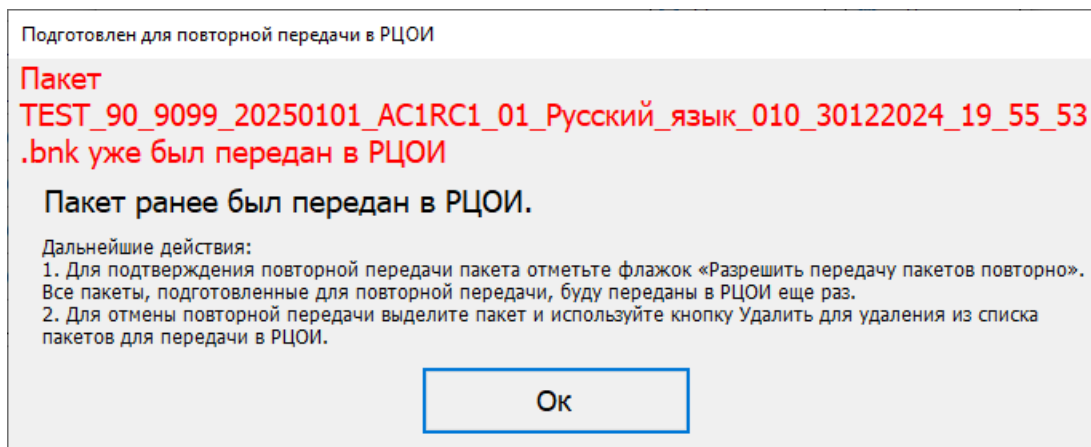 Подготовлен для повторной передачи в РЦОИ
Пакет
TEST_90_9099_20250101_AC1RC1_01_Русский_язык_010_30122024_19_55_53
.bnk уже был передан в РЦОИ
Пакет ранее был передан в РЦОИ.
Дальнейшие действия:
1. Для подтверждения повторной передачи пакета отметьте флажок «Разрешить передачу пакетов повторно».
Все пакеты, подготовленные для повторной передачи, буду переданы в РЦОИ еще раз.
2. Для отмены повторной передачи выделите пакет и используйте кнопку Удалить для удаления из списка
пакетов для передачи в РЦОИ.
Ок